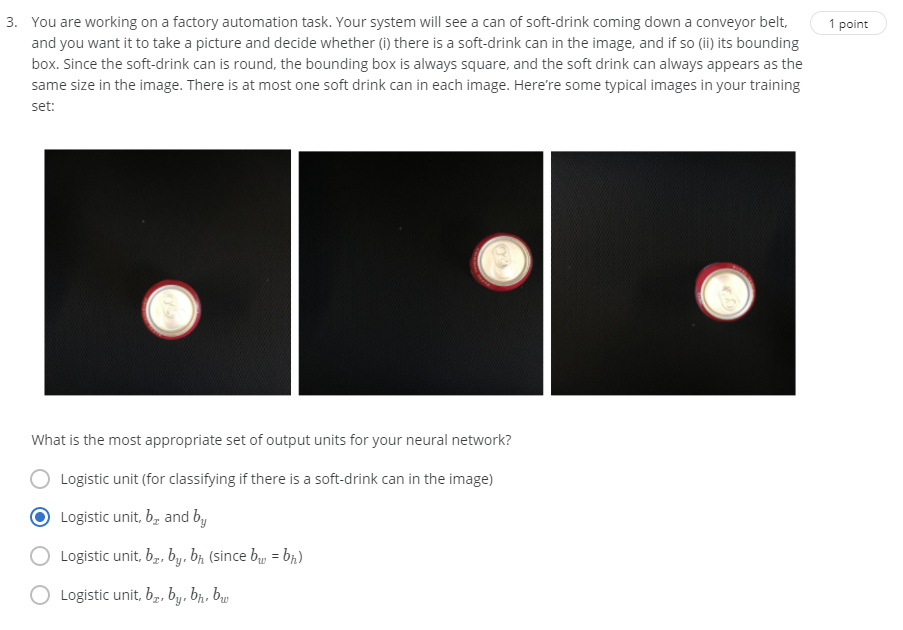 3. You are working on a factory automation task. Your system will see a can of soft-drink coming down a conveyor belt, 1 point
and you want it to take a picture and decide whether (i) there is a soft-drink can in the image, and if so (ii) its bounding
box. Since the soft-drink can is round, the bounding box is always square, and the soft drink can always appears as the
same size in the image. There is at most one soft drink can in each image. Here're some typical images in your training
set:
What is the most appropriate set of output units for your neural network?
Logistic unit (for classifying if there is a soft-drink can in the image)
Logistic unit, bₓ and b_y
Logistic unit, bₓ, b_y, b_h (since b_w = b_h)
Logistic unit, bₓ, b_y, b_h, b_w